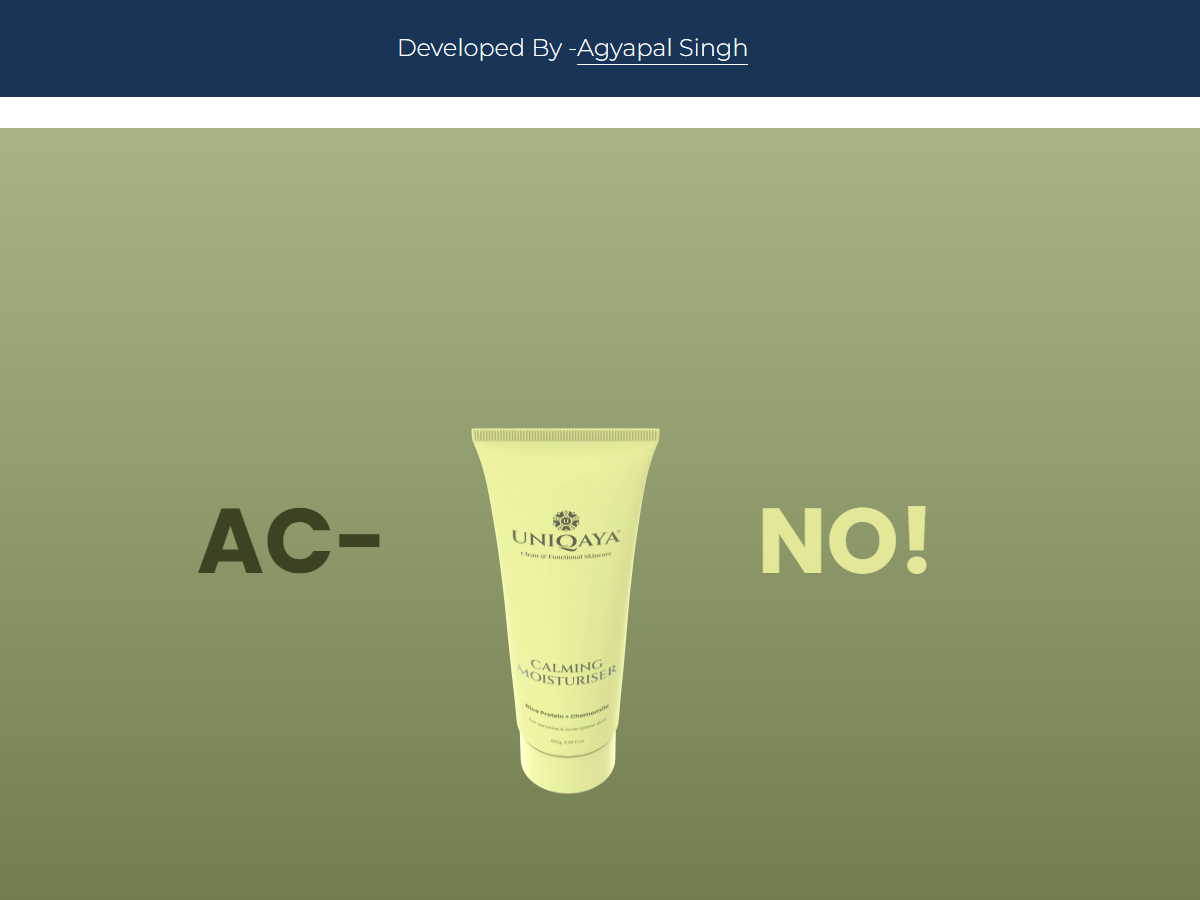 Developed By -Agyapal Singh
AC- NO!
UNIQAYA®
Clean & Functional Skincare
CALMING
MOISTURISER
Rice Protein + Chamomile
For sensitive & acne-prone skin